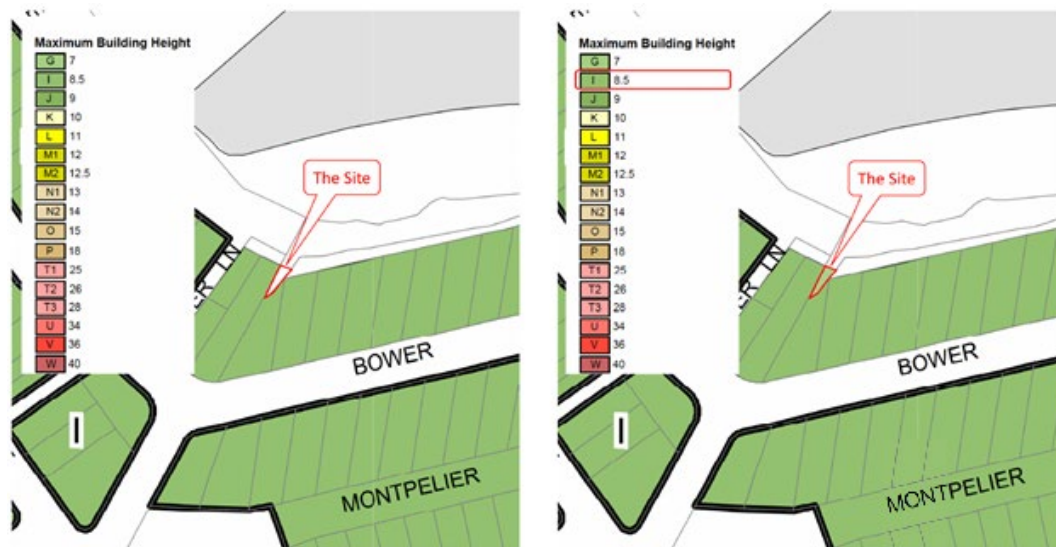 Maximum Building Height
G 7
I 8.5
J 9
K 10
L 11
M1 12
M2 12.5
N1 13
N2 14
O 15
P 18
T1 25
T2 26
T3 28
U 34
V 36
W 40
The Site
BOWER
I
MONTPELIER
Maximum Building Height
G 7
I 8.5
J 9
K 10
L 11
M1 12
M2 12.5
N1 13
N2 14
O 15
P 18
T1 25
T2 26
T3 28
U 34
V 36
W 40
The Site
BOWER
I
MONTPELIER